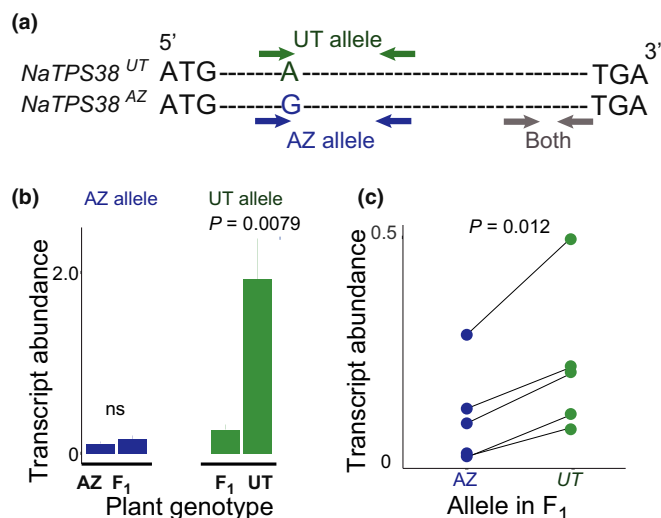 (a)
5’
3’
UT allele
NaTPS38 UT ATG------A----------------------------TGA
NaTPS38 AZ ATG------G----------------------------TGA
AZ allele
Both
(b)
AZ allele
UT allele
P = 0.0079
Transcript abundance
2.0
0
ns
AZ F1 F1 UT
Plant genotype
(c)
P = 0.012
Transcript abundance
0.5
0
AZ UT
Allele in F1